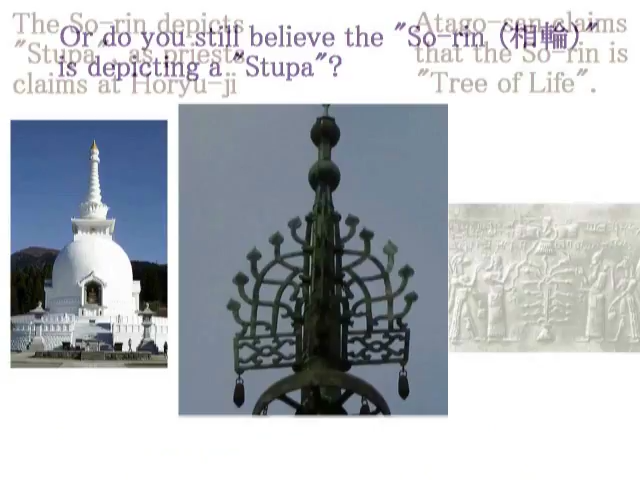 Or do you still believe the "So-rin (相輪)"
is depicting a "Stupa"?
The So-rin depicts
"Stupa", as priests
claims at Horyu-ji
Atago-san claims
that the So-rin is
"Tree of Life".